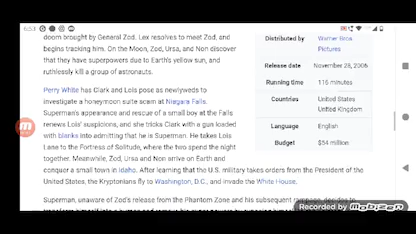 6:53
doom brought by General Zod. Lex resolves to meet Zod, and
begins tracking him. On the Moon, Zod, Ursa, and Non discover
that they have superpowers due to Earth's yellow sun, and
ruthlessly kill a group of astronauts.
Perry White has Clark and Lois pose as newlyweds to
investigate a honeymoon suite scam at Niagara Falls.
Superman's appearance and rescue of a small boy at the Falls
renews Lois' suspicions, and she tricks Clark with a gun loaded
with blanks into admitting that he is Superman. He takes Lois
Lane to the Fortress of Solitude, where the two spend the night
together. Meanwhile, Zod, Ursa and Non arrive on Earth and
conquer a small town in Idaho. After learning that the U.S. military takes orders from the President of
the United States, the Kryptonians fly to Washington, D.C., and invade the White House.
Superman, unaware of Zod's release from the Phantom Zone and his subsequent rampage, decides to
Distributed by Warner Bros.
Pictures
Release date November 28, 2006
Running time 116 minutes
Countries United States
United Kingdom
Language English
Budget $54 million
Recorded by
mobizen